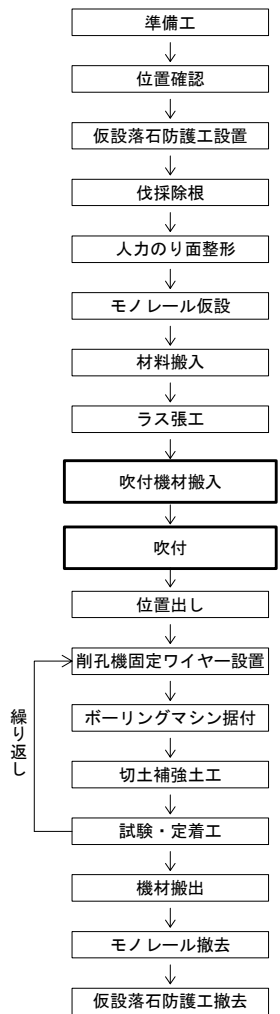 準備工
位置確認
仮設落石防護工設置
伐採除根
人力のり面整形
モノレール仮設
材料搬入
ラス張工
吹付機材搬入
吹付
位置出し
削孔機固定ワイヤー設置
ボーリングマシン据付
切土補強土工
試験・定着工
繰り返し
機材搬出
モノレール撤去
仮設落石防護工撤去